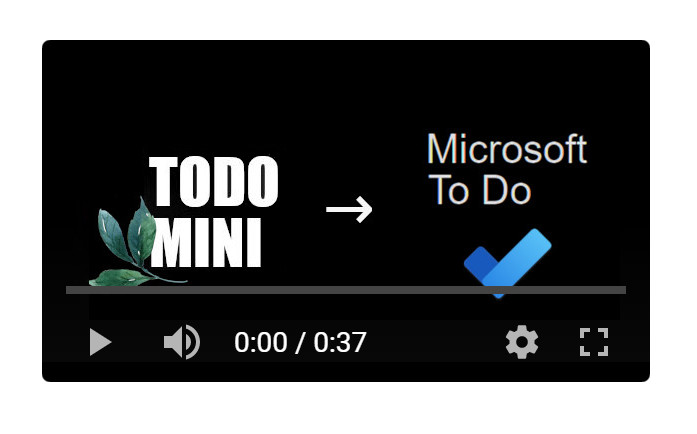 TODO
MINI
→
Microsoft
To Do
0:00 / 0:37